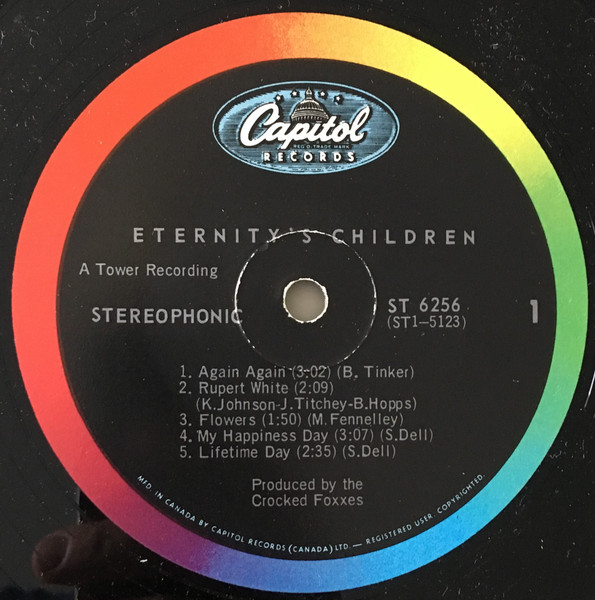 Capitol
REG'D. TRADE MARK
RECORDS
ETERNITY'S CHILDREN
A Tower Recording
STEREOPHONIC
ST 6256
(ST1-5123)
1
1. Again Again (3:02) (B. Tinker)
2. Rupert White (2:09)
(K.Johnson-J.Titchey-B.Hopps)
3. Flowers (1:50) (M.Fennelley)
4. My Happiness Day (3:07) (S.Dell)
5. Lifetime Day (2:35) (S.Dell)
Produced by the
Crocked Foxxes
MFD. IN CANADA BY CAPITOL RECORDS (CANADA) LTD. — REGISTERED USER. COPYRIGHTED.